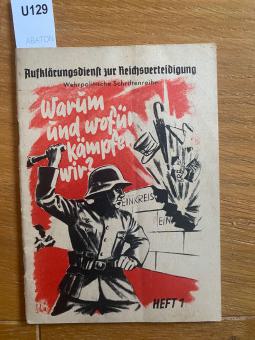 U129
ABATON
Aufklärungsdienst zur Reichsverteidigung
Wehrpolitische Schriftenreihe
Warum
und wofür
kämpfen
wir?
EINKREIS
EIN
HEFT 1